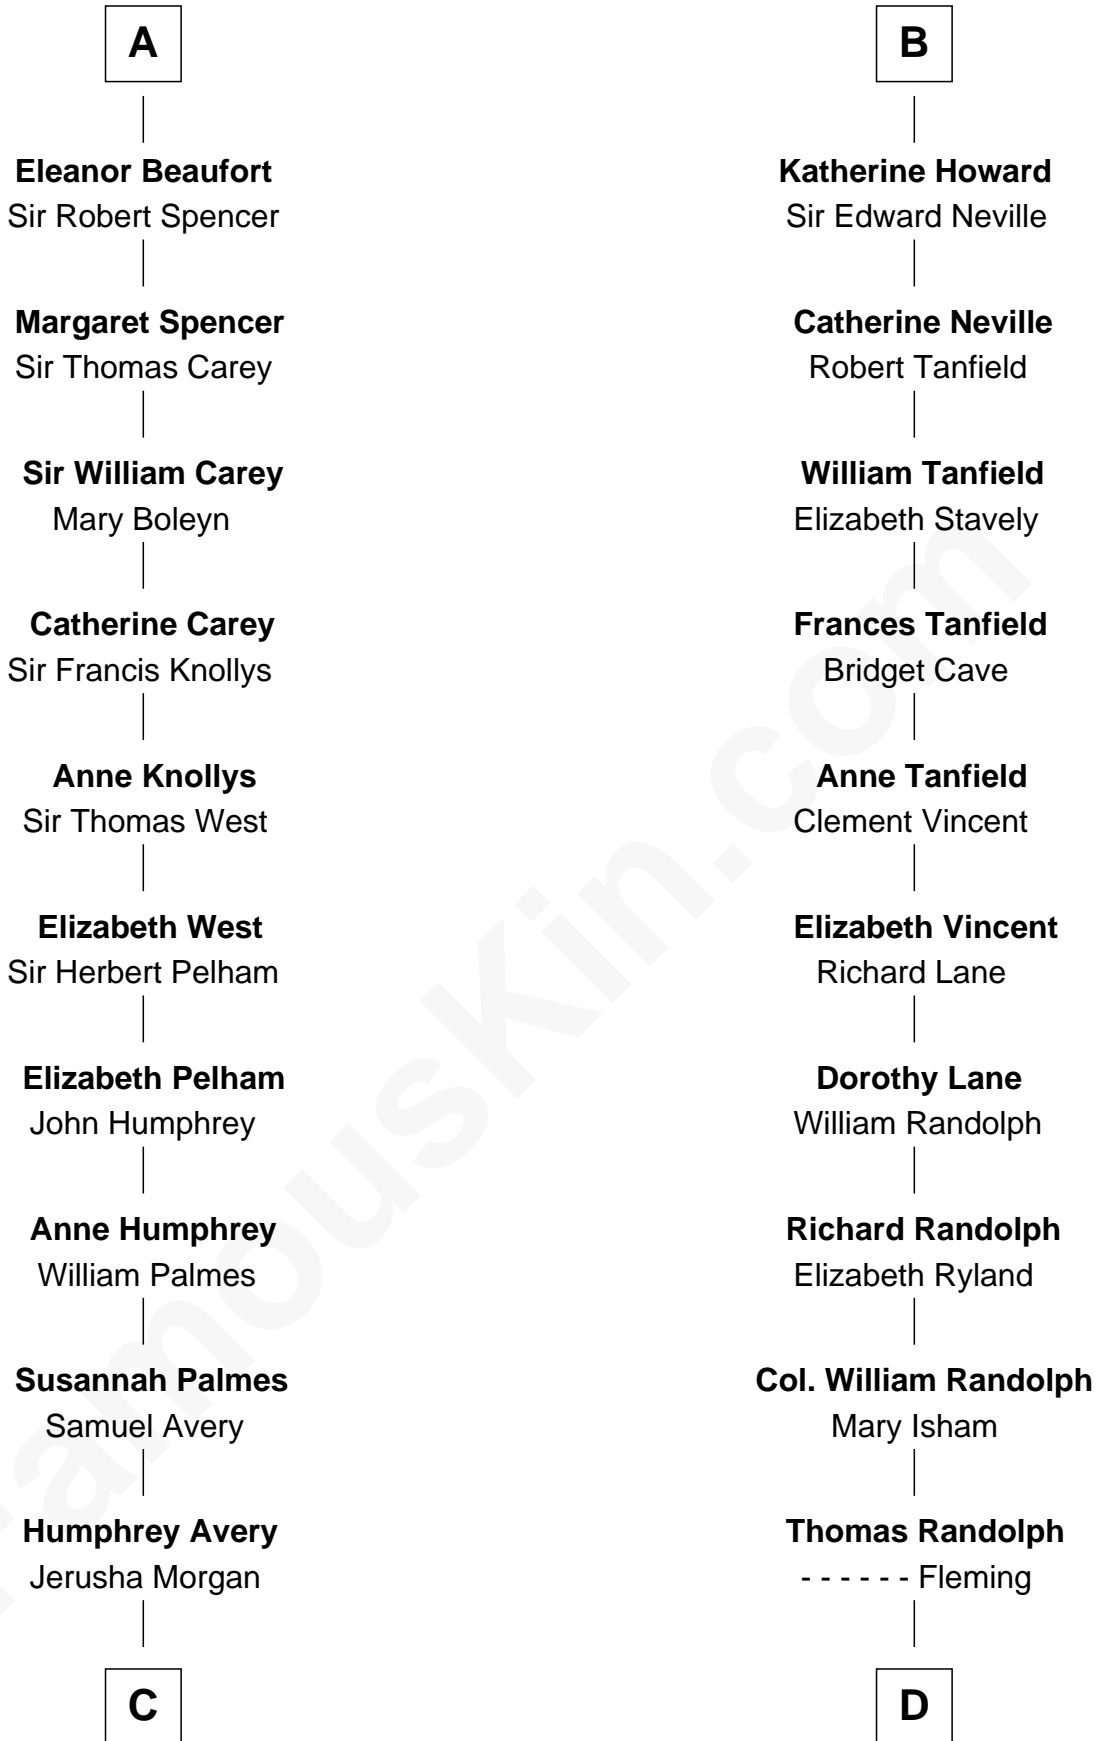 A
Eleanor Beaufort
Sir Robert Spencer
Margaret Spencer
Sir Thomas Carey
Sir William Carey
Mary Boleyn
Catherine Carey
Sir Francis Knollys
Anne Knollys
Sir Thomas West
Elizabeth West
Sir Herbert Pelham
Elizabeth Pelham
John Humphrey
Anne Humphrey
William Palmes
Susannah Palmes
Samuel Avery
Humphrey Avery
Jerusha Morgan
C
B
Katherine Howard
Sir Edward Neville
Catherine Neville
Robert Tanfield
William Tanfield
Elizabeth Stavely
Frances Tanfield
Bridget Cave
Anne Tanfield
Clement Vincent
Elizabeth Vincent
Richard Lane
Dorothy Lane
William Randolph
Richard Randolph
Elizabeth Ryland
Col. William Randolph
Mary Isham
Thomas Randolph
- - - - - - Fleming
D
FamousKin.com